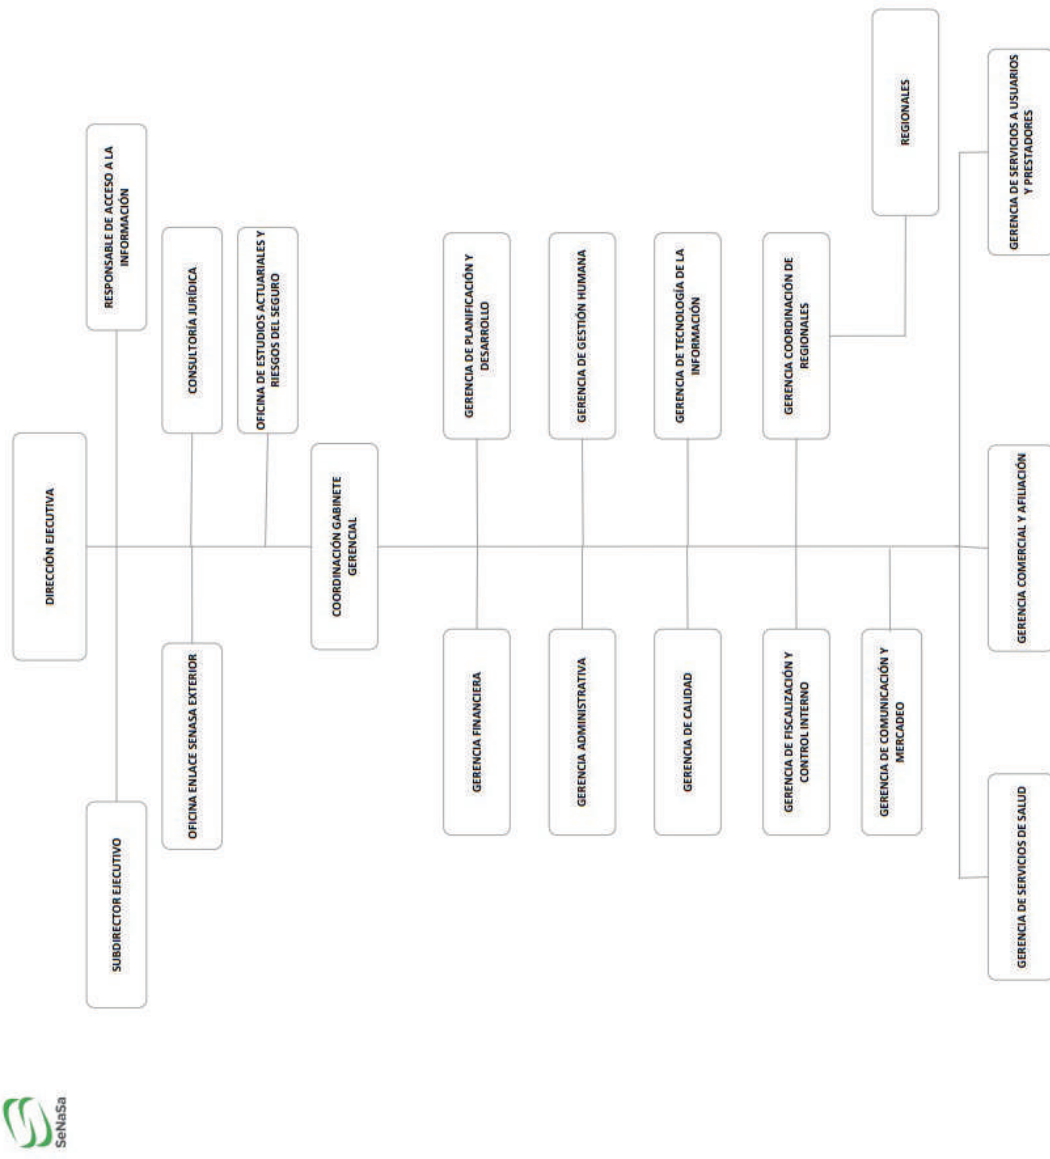 SeNaSa
DIRECCIÓN EJECUTIVA
SUBDIRECTOR EJECUTIVO
RESPONSABLE DE ACCESO A LA
INFORMACIÓN
OFICINA ENLACE SENASA EXTERIOR
CONSULTORÍA JURÍDICA
OFICINA DE ESTUDIOS ACTUARIALES Y
RIESGOS DEL SEGURO
COORDINACIÓN GABINETE
GERENCIAL
GERENCIA FINANCIERA
GERENCIA DE PLANIFICACIÓN Y
DESARROLLO
GERENCIA ADMINISTRATIVA
GERENCIA DE GESTIÓN HUMANA
GERENCIA DE CALIDAD
GERENCIA DE TECNOLOGÍA DE LA
INFORMACIÓN
GERENCIA DE FISCALIZACIÓN Y
CONTROL INTERNO
GERENCIA COORDINACIÓN DE
REGIONALES
GERENCIA DE COMUNICACIÓN Y
MERCADEO
REGIONALES
GERENCIA DE SERVICIOS DE SALUD
GERENCIA COMERCIAL Y AFILIACIÓN
GERENCIA DE SERVICIOS A USUARIOS
Y PRESTADORES